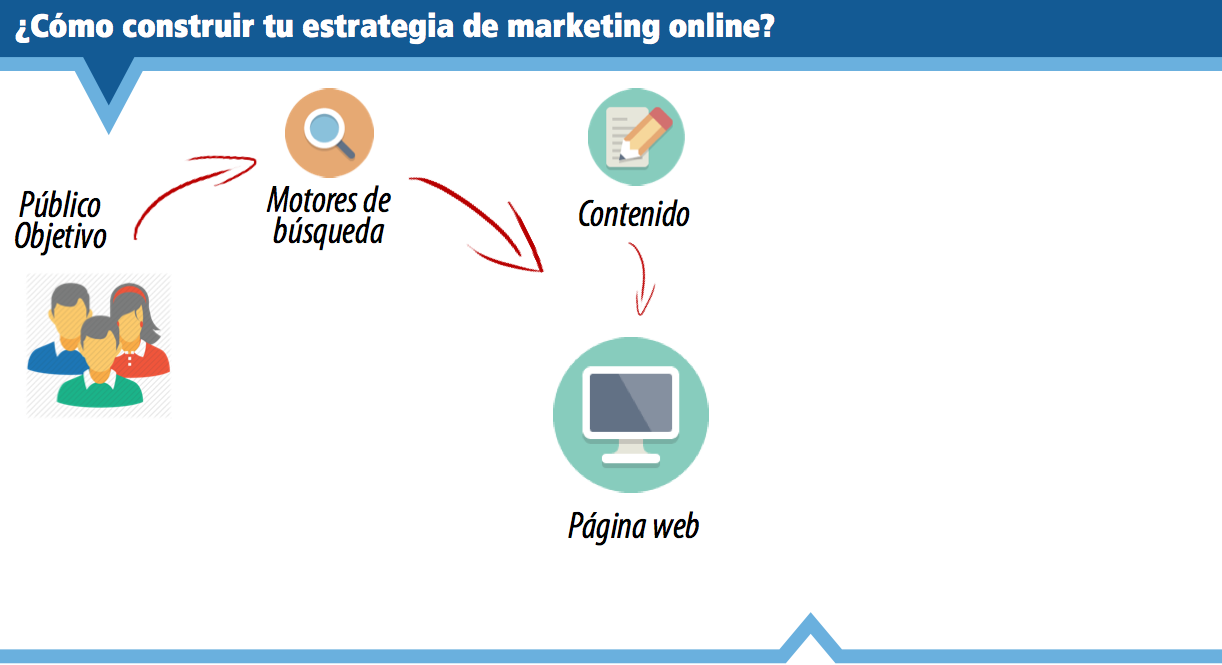 ¿Cómo construir tu estrategia de marketing online?
Público
Objetivo
Motores de
búsqueda
Contenido
Página web